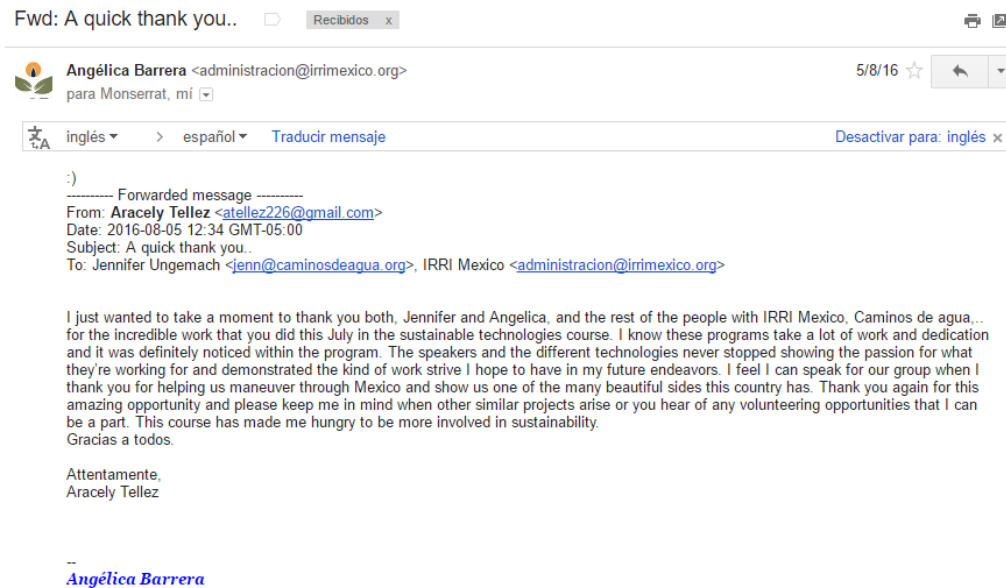 Fwd: A quick thank you.. Recibidos x
Angélica Barrera <administracion@irrimexico.org> 5/8/16
para Monserrat, mí
inglés > español Traducir mensaje Desactivar para: inglés x
:)
---------- Forwarded message ----------
From: Aracely Tellez <atellez226@gmail.com>
Date: 2016-08-05 12:34 GMT-05:00
Subject: A quick thank you..
To: Jennifer Ungemach <jenn@caminosdeagua.org>, IRRI Mexico <administracion@irrimexico.org>
I just wanted to take a moment to thank you both, Jennifer and Angelica, and the rest of the people with IRRI Mexico, Caminos de agua,..
for the incredible work that you did this July in the sustainable technologies course. I know these programs take a lot of work and dedication
and it was definitely noticed within the program. The speakers and the different technologies never stopped showing the passion for what
they're working for and demonstrated the kind of work strive I hope to have in my future endeavors. I feel I can speak for our group when I
thank you for helping us maneuver through Mexico and show us one of the many beautiful sides this country has. Thank you again for this
amazing opportunity and please keep me in mind when other similar projects arise or you hear of any volunteering opportunities that I can
be a part. This course has made me hungry to be more involved in sustainability.
Gracias a todos.
Attentamente,
Aracely Tellez
--
Angélica Barrera